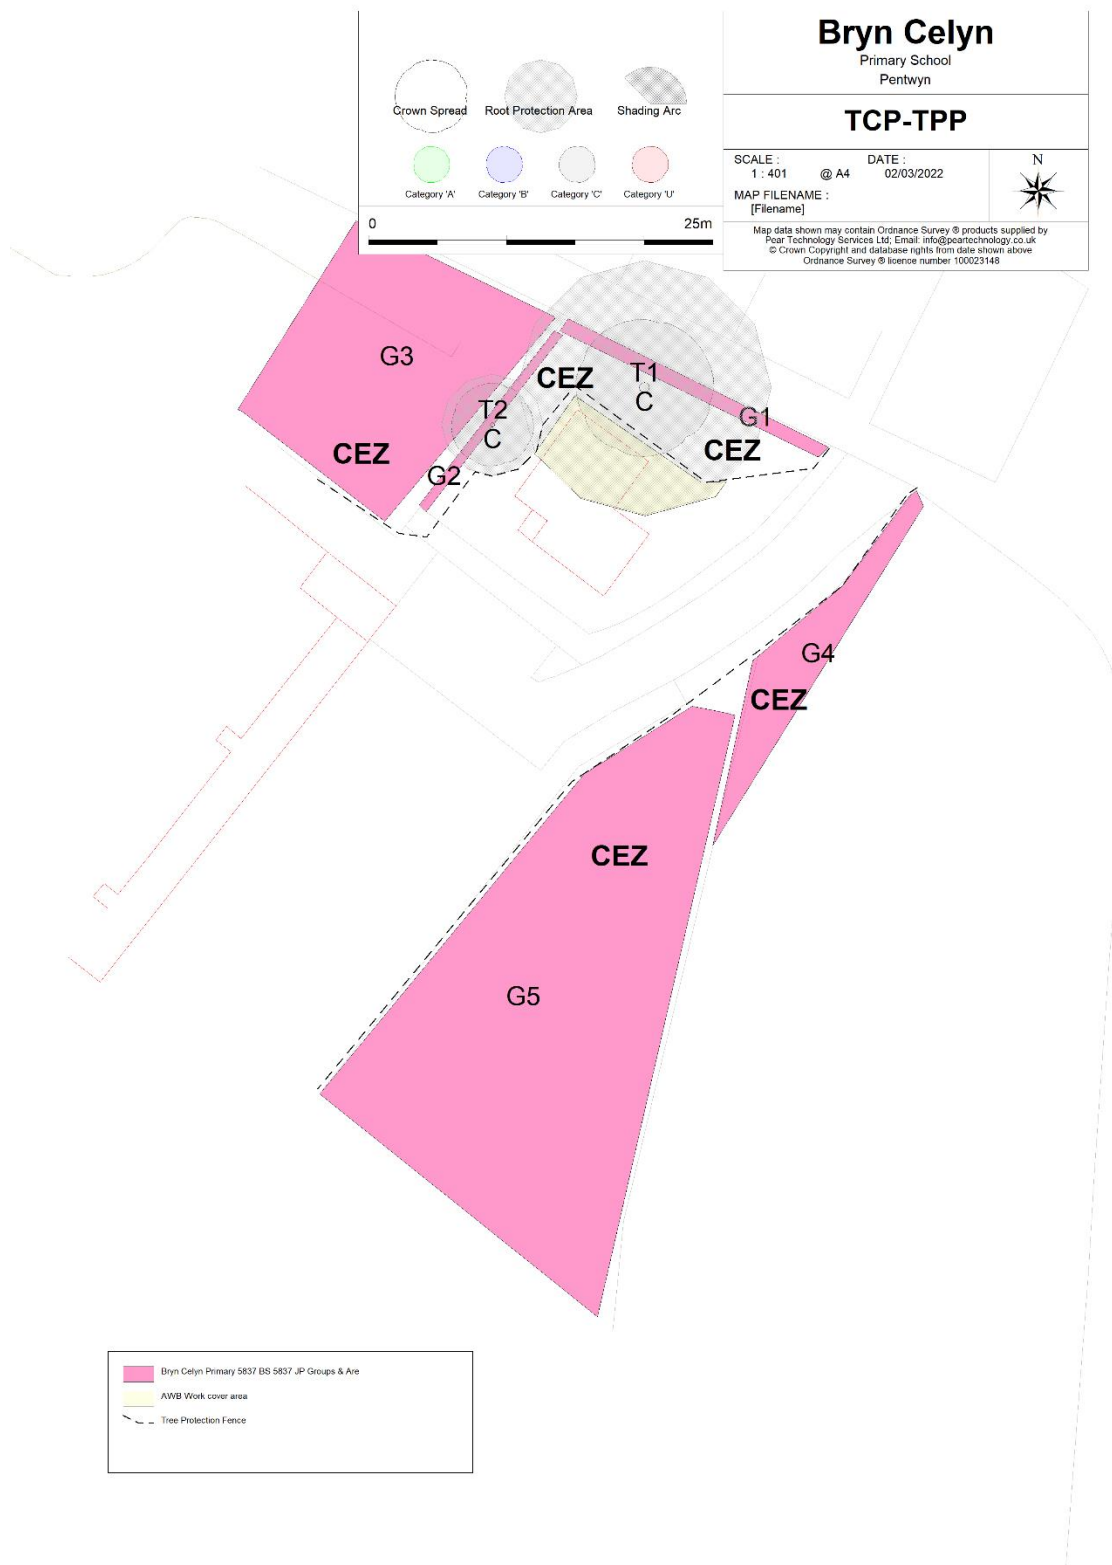 Bryn Celyn
Primary School
Pentwyn
TCP-TPP
SCALE :
1 : 401 @ A4
DATE :
02/03/2022
MAP FILENAME :
[Filename]
N
Map data shown may contain Ordnance Survey ® products supplied by
Pear Technology Services Ltd; Email: info@peartechnology.co.uk
© Crown Copyright and database rights from date shown above
Ordnance Survey ® licence number 100023148
Crown Spread
Root Protection Area
Shading Arc
Category 'A'
Category 'B'
Category 'C'
Category 'U'
0
25m
G3
CEZ
T1
C
T2
C
G1
CEZ
CEZ
G2
G4
CEZ
CEZ
G5
Bryn Celyn Primary 5837 BS 5837 JP Groups & Are
AWB Work cover area
Tree Protection Fence